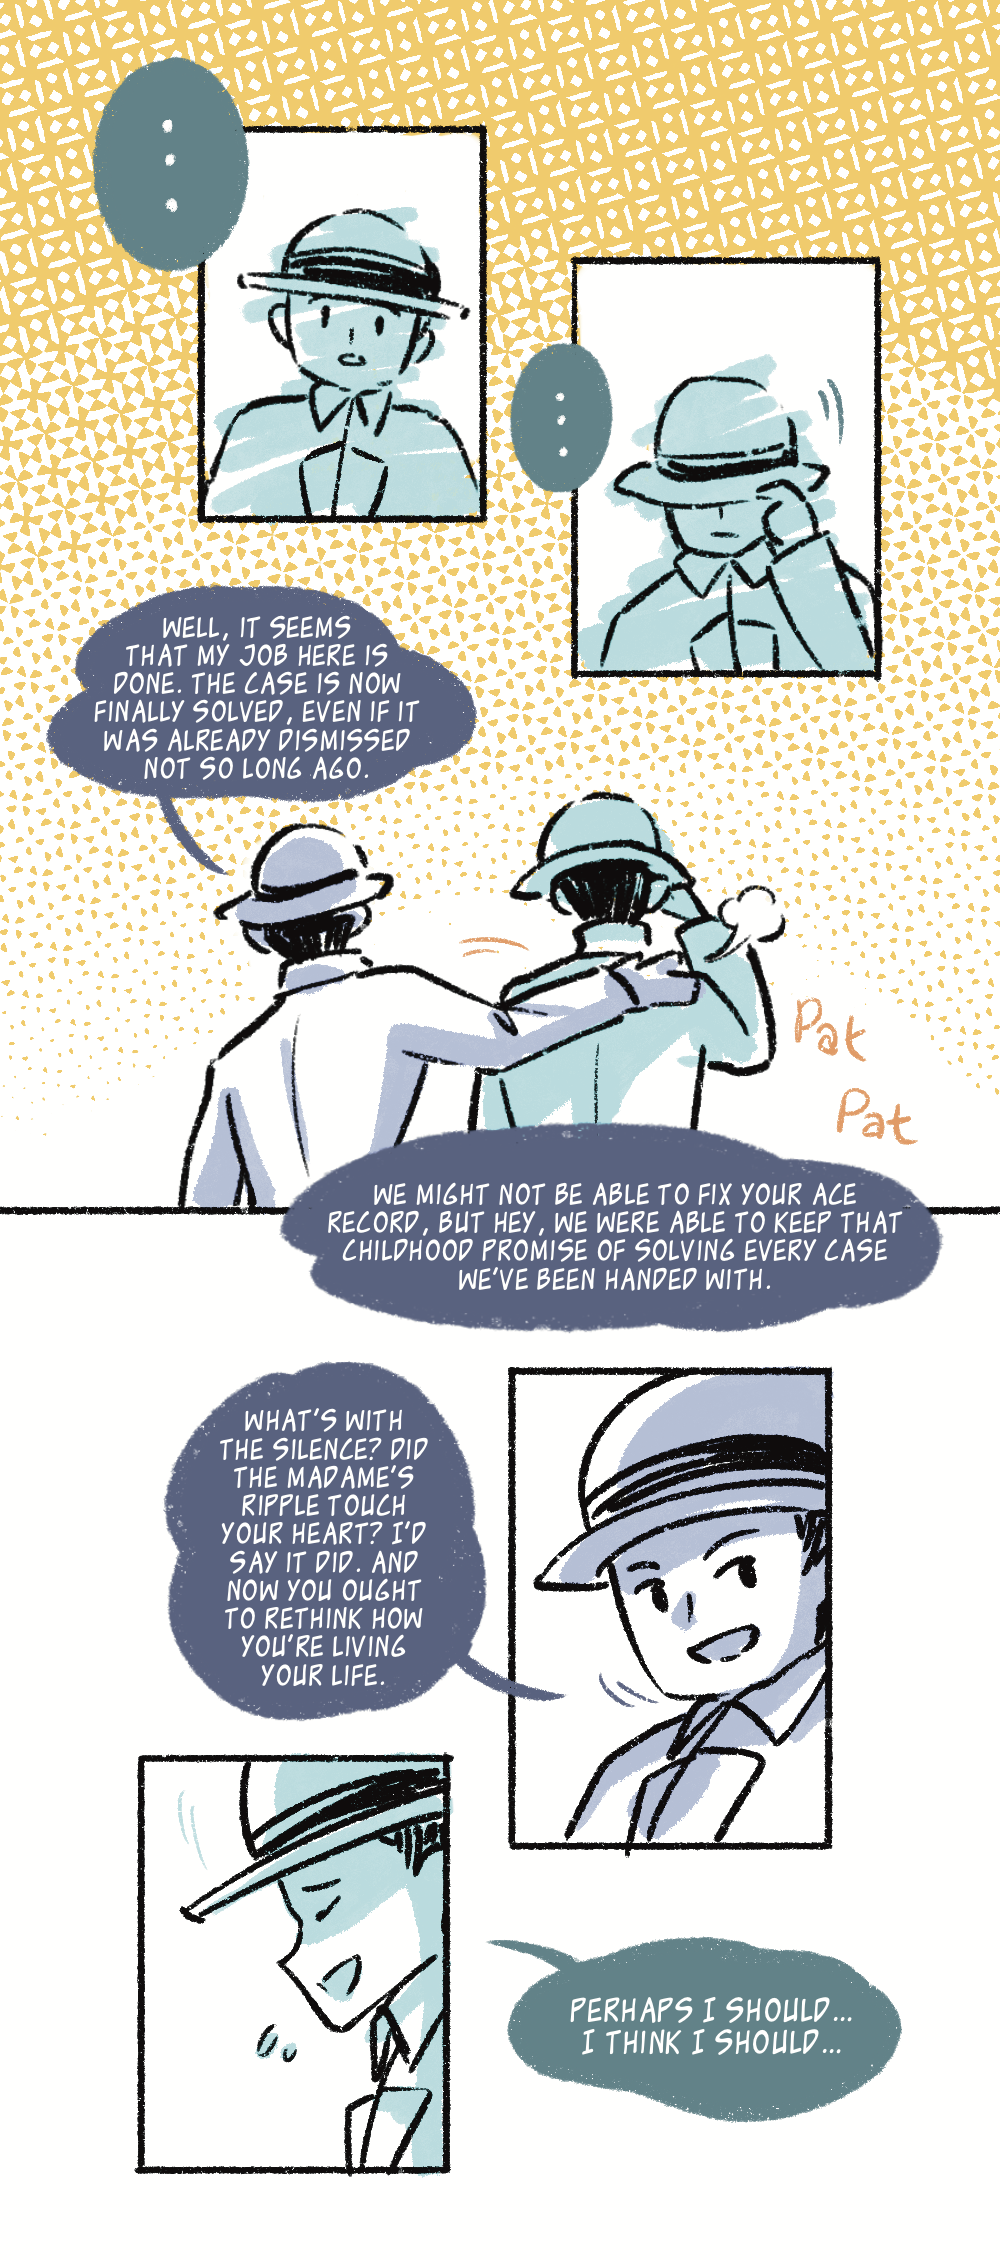 ...
...
WELL, IT SEEMS
THAT MY JOB HERE IS
DONE. THE CASE IS NOW
FINALLY SOLVED, EVEN IF IT
WAS ALREADY DISMISSED
NOT SO LONG AGO.
Pat
Pat
WE MIGHT NOT BE ABLE TO FIX YOUR ACE
RECORD, BUT HEY, WE WERE ABLE TO KEEP THAT
CHILDHOOD PROMISE OF SOLVING EVERY CASE
WE'VE BEEN HANDED WITH.
WHAT'S WITH
THE SILENCE? DID
THE MADAME'S
RIPPLE TOUCH
YOUR HEART? I'D
SAY IT DID. AND
NOW YOU OUGHT
TO RETHINK HOW
YOU'RE LIVING
YOUR LIFE.
PERHAPS I SHOULD...
I THINK I SHOULD...